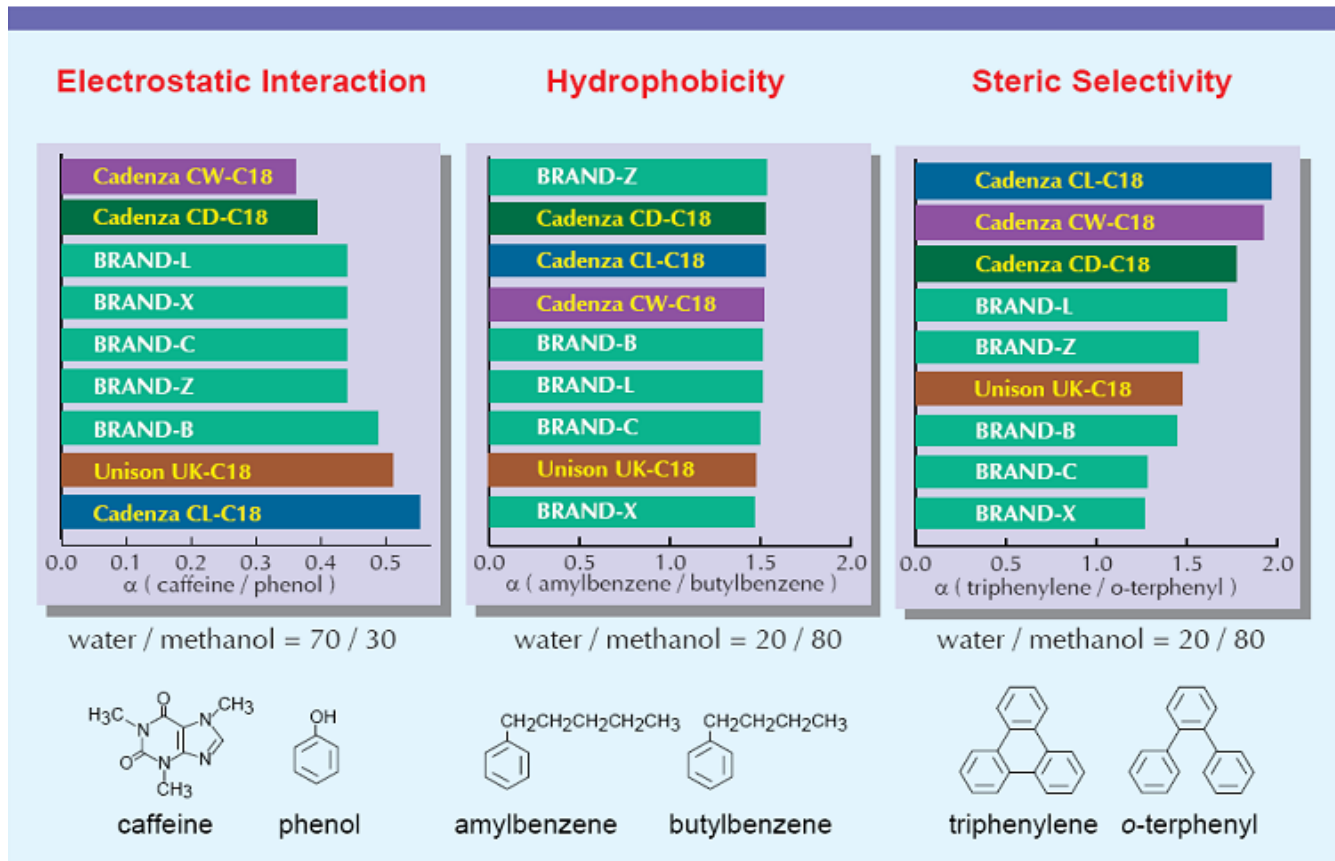 Electrostatic Interaction
Cadenza CW-C18
Cadenza CD-C18
BRAND-L
BRAND-X
BRAND-C
BRAND-Z
BRAND-B
Unison UK-C18
Cadenza CL-C18
0.0 0.1 0.2 0.3 0.4 0.5
α ( caffeine / phenol)
water / methanol = 70 / 30
Hydrophobicity
BRAND-Z
Cadenza CD-C18
Cadenza CL-C18
Cadenza CW-C18
BRAND-B
BRAND-L
BRAND-C
Unison UK-C18
BRAND-X
0.0 0.5 1.0 1.5 2.0
α ( amylbenzene / butylbenzene )
water / methanol = 20 / 80
Steric Selectivity
Cadenza CL-C18
Cadenza CW-C18
Cadenza CD-C18
BRAND-L
BRAND-Z
Unison UK-C18
BRAND-B
BRAND-C
BRAND-X
0.0 0.5 1.0 1.5 2.0
α ( triphenylene / o-terphenyl )
water / methanol = 20 / 80
O
H₃C
N
N
CH₃
O
N
N
CH₃
caffeine
OH
phenol
CH₂CH₂CH₂CH₂CH₃
amylbenzene
CH₂CH₂CH₂CH₃
butylbenzene
triphenylene
o-terphenyl